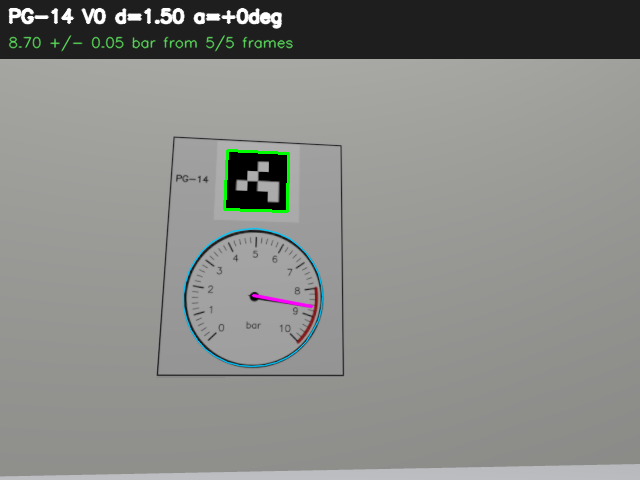 PG-14 V0 d=1.50 a=+0deg
8.70 +/- 0.05 bar from 5/5 frames
PG-14
0 1 2 3 4 5 6 7 8 9 10
bar